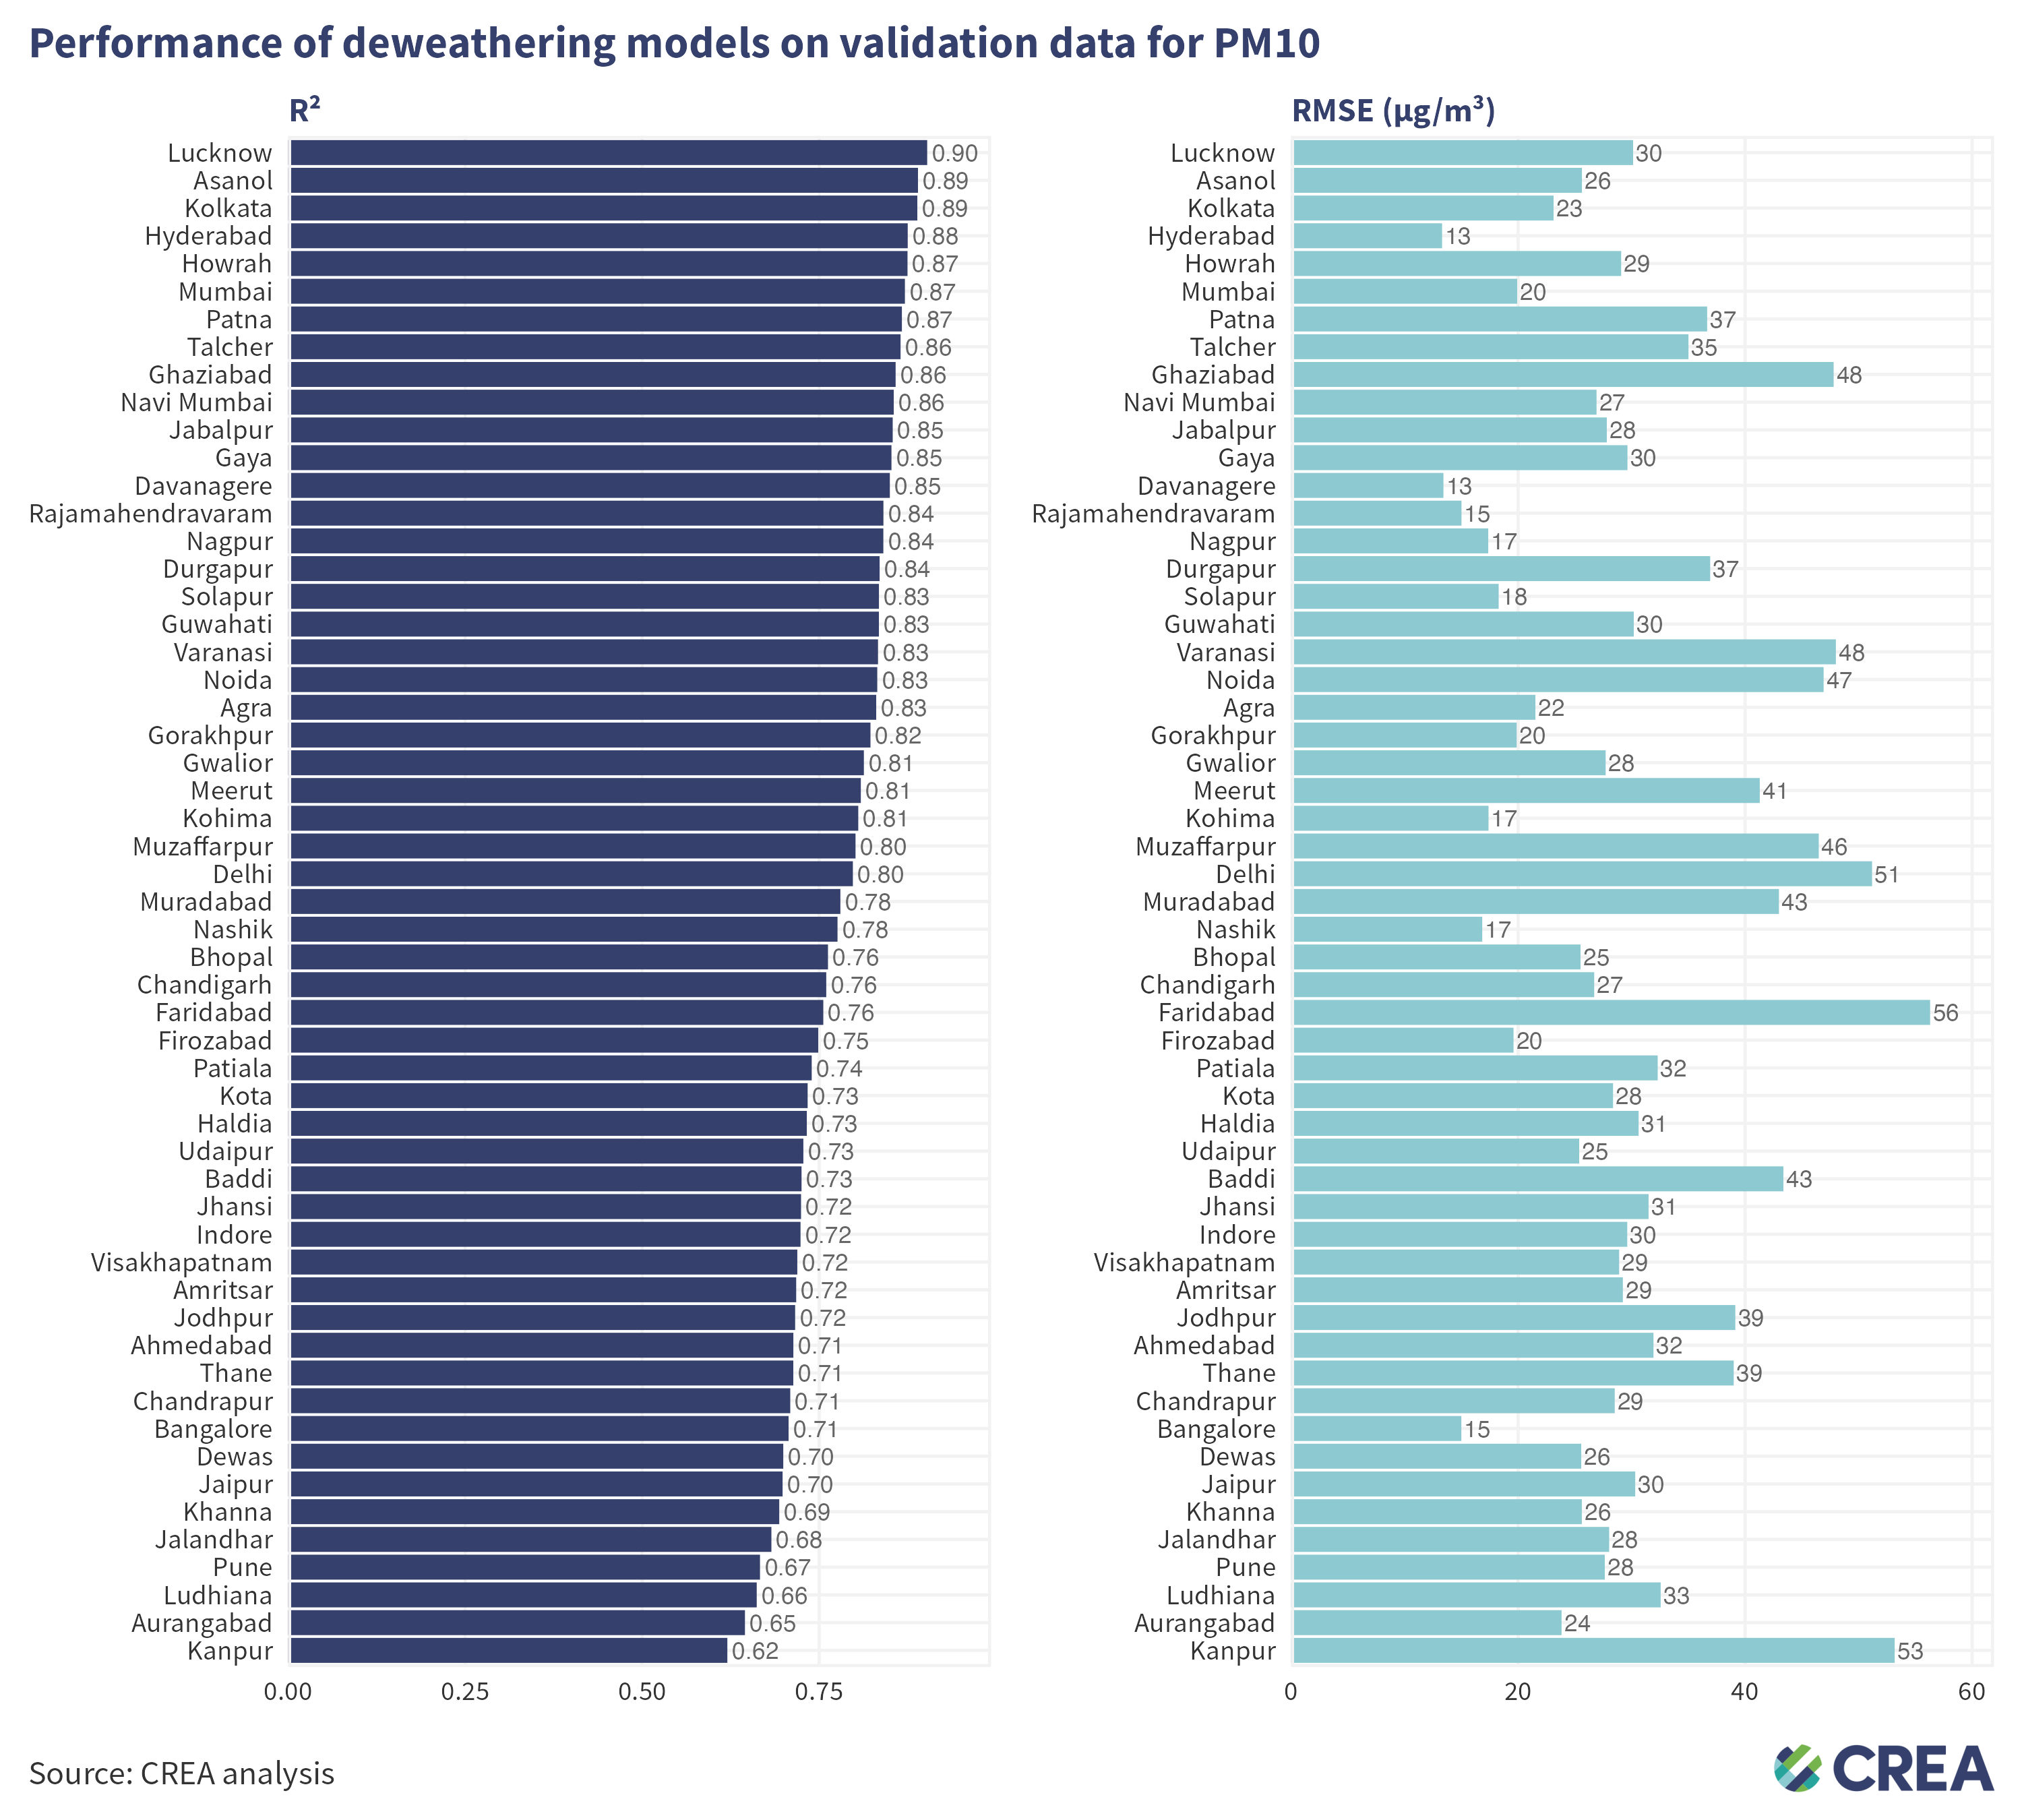 Performance of deweathering models on validation data for PM10
R²
Lucknow 0.90
Asanol 0.89
Kolkata 0.89
Hyderabad 0.88
Howrah 0.87
Mumbai 0.87
Patna 0.87
Talcher 0.86
Ghaziabad 0.86
Navi Mumbai 0.86
Jabalpur 0.85
Gaya 0.85
Davanagere 0.85
Rajamahendravaram 0.84
Nagpur 0.84
Durgapur 0.84
Solapur 0.83
Guwahati 0.83
Varanasi 0.83
Noida 0.83
Agra 0.83
Gorakhpur 0.82
Gwalior 0.81
Meerut 0.81
Kohima 0.81
Muzaffarpur 0.80
Delhi 0.80
Muradabad 0.78
Nashik 0.78
Bhopal 0.76
Chandigarh 0.76
Faridabad 0.76
Firozabad 0.75
Patiala 0.74
Kota 0.73
Haldia 0.73
Udaipur 0.73
Baddi 0.73
Jhansi 0.72
Indore 0.72
Visakhapatnam 0.72
Amritsar 0.72
Jodhpur 0.72
Ahmedabad 0.71
Thane 0.71
Chandrapur 0.71
Bangalore 0.71
Dewas 0.70
Jaipur 0.70
Khanna 0.69
Jalandhar 0.68
Pune 0.67
Ludhiana 0.66
Aurangabad 0.65
Kanpur 0.62
0.00 0.25 0.50 0.75
RMSE (µg/m³)
Lucknow 30
Asanol 26
Kolkata 23
Hyderabad 13
Howrah 29
Mumbai 20
Patna 37
Talcher 35
Ghaziabad 48
Navi Mumbai 27
Jabalpur 28
Gaya 30
Davanagere 13
Rajamahendravaram 15
Nagpur 17
Durgapur 37
Solapur 18
Guwahati 30
Varanasi 48
Noida 47
Agra 22
Gorakhpur 20
Gwalior 28
Meerut 41
Kohima 17
Muzaffarpur 46
Delhi 51
Muradabad 43
Nashik 17
Bhopal 25
Chandigarh 27
Faridabad 56
Firozabad 20
Patiala 32
Kota 28
Haldia 31
Udaipur 25
Baddi 43
Jhansi 31
Indore 30
Visakhapatnam 29
Amritsar 29
Jodhpur 39
Ahmedabad 32
Thane 39
Chandrapur 29
Bangalore 15
Dewas 26
Jaipur 30
Khanna 26
Jalandhar 28
Pune 28
Ludhiana 33
Aurangabad 24
Kanpur 53
0 20 40 60
Source: CREA analysis
CREA